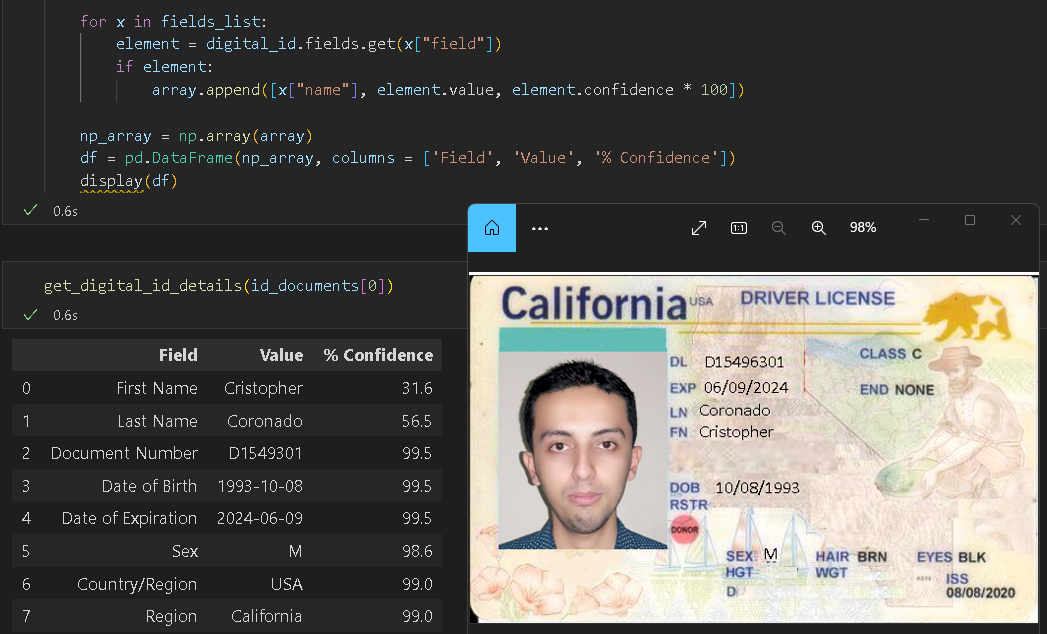 for x in fields_list:
element = digital_id.fields.get(x["field"])
if element:
array.append([x["name"], element.value, element.confidence * 100])
np_array = np.array(array)
df = pd.DataFrame(np_array, columns = ['Field', 'Value', '% Confidence'])
display(df)
0.6s
get_digital_id_details(id_documents[0])
0.6s
Field Value % Confidence
0 First Name Cristopher 31.6
1 Last Name Coronado 56.5
2 Document Number D1549301 99.5
3 Date of Birth 1993-10-08 99.5
4 Date of Expiration 2024-06-09 99.5
5 Sex M 98.6
6 Country/Region USA 99.0
7 Region California 99.0
1:1 98%
California USA DRIVER LICENSE
DL D15496301 CLASS C
EXP 06/09/2024 END NONE
LN Coronado
FN Cristopher
DOB 10/08/1993
RSTR
DONOR
SEX M HAIR BRN EYES BLK
HGT WGT
D ISS
08/08/2020